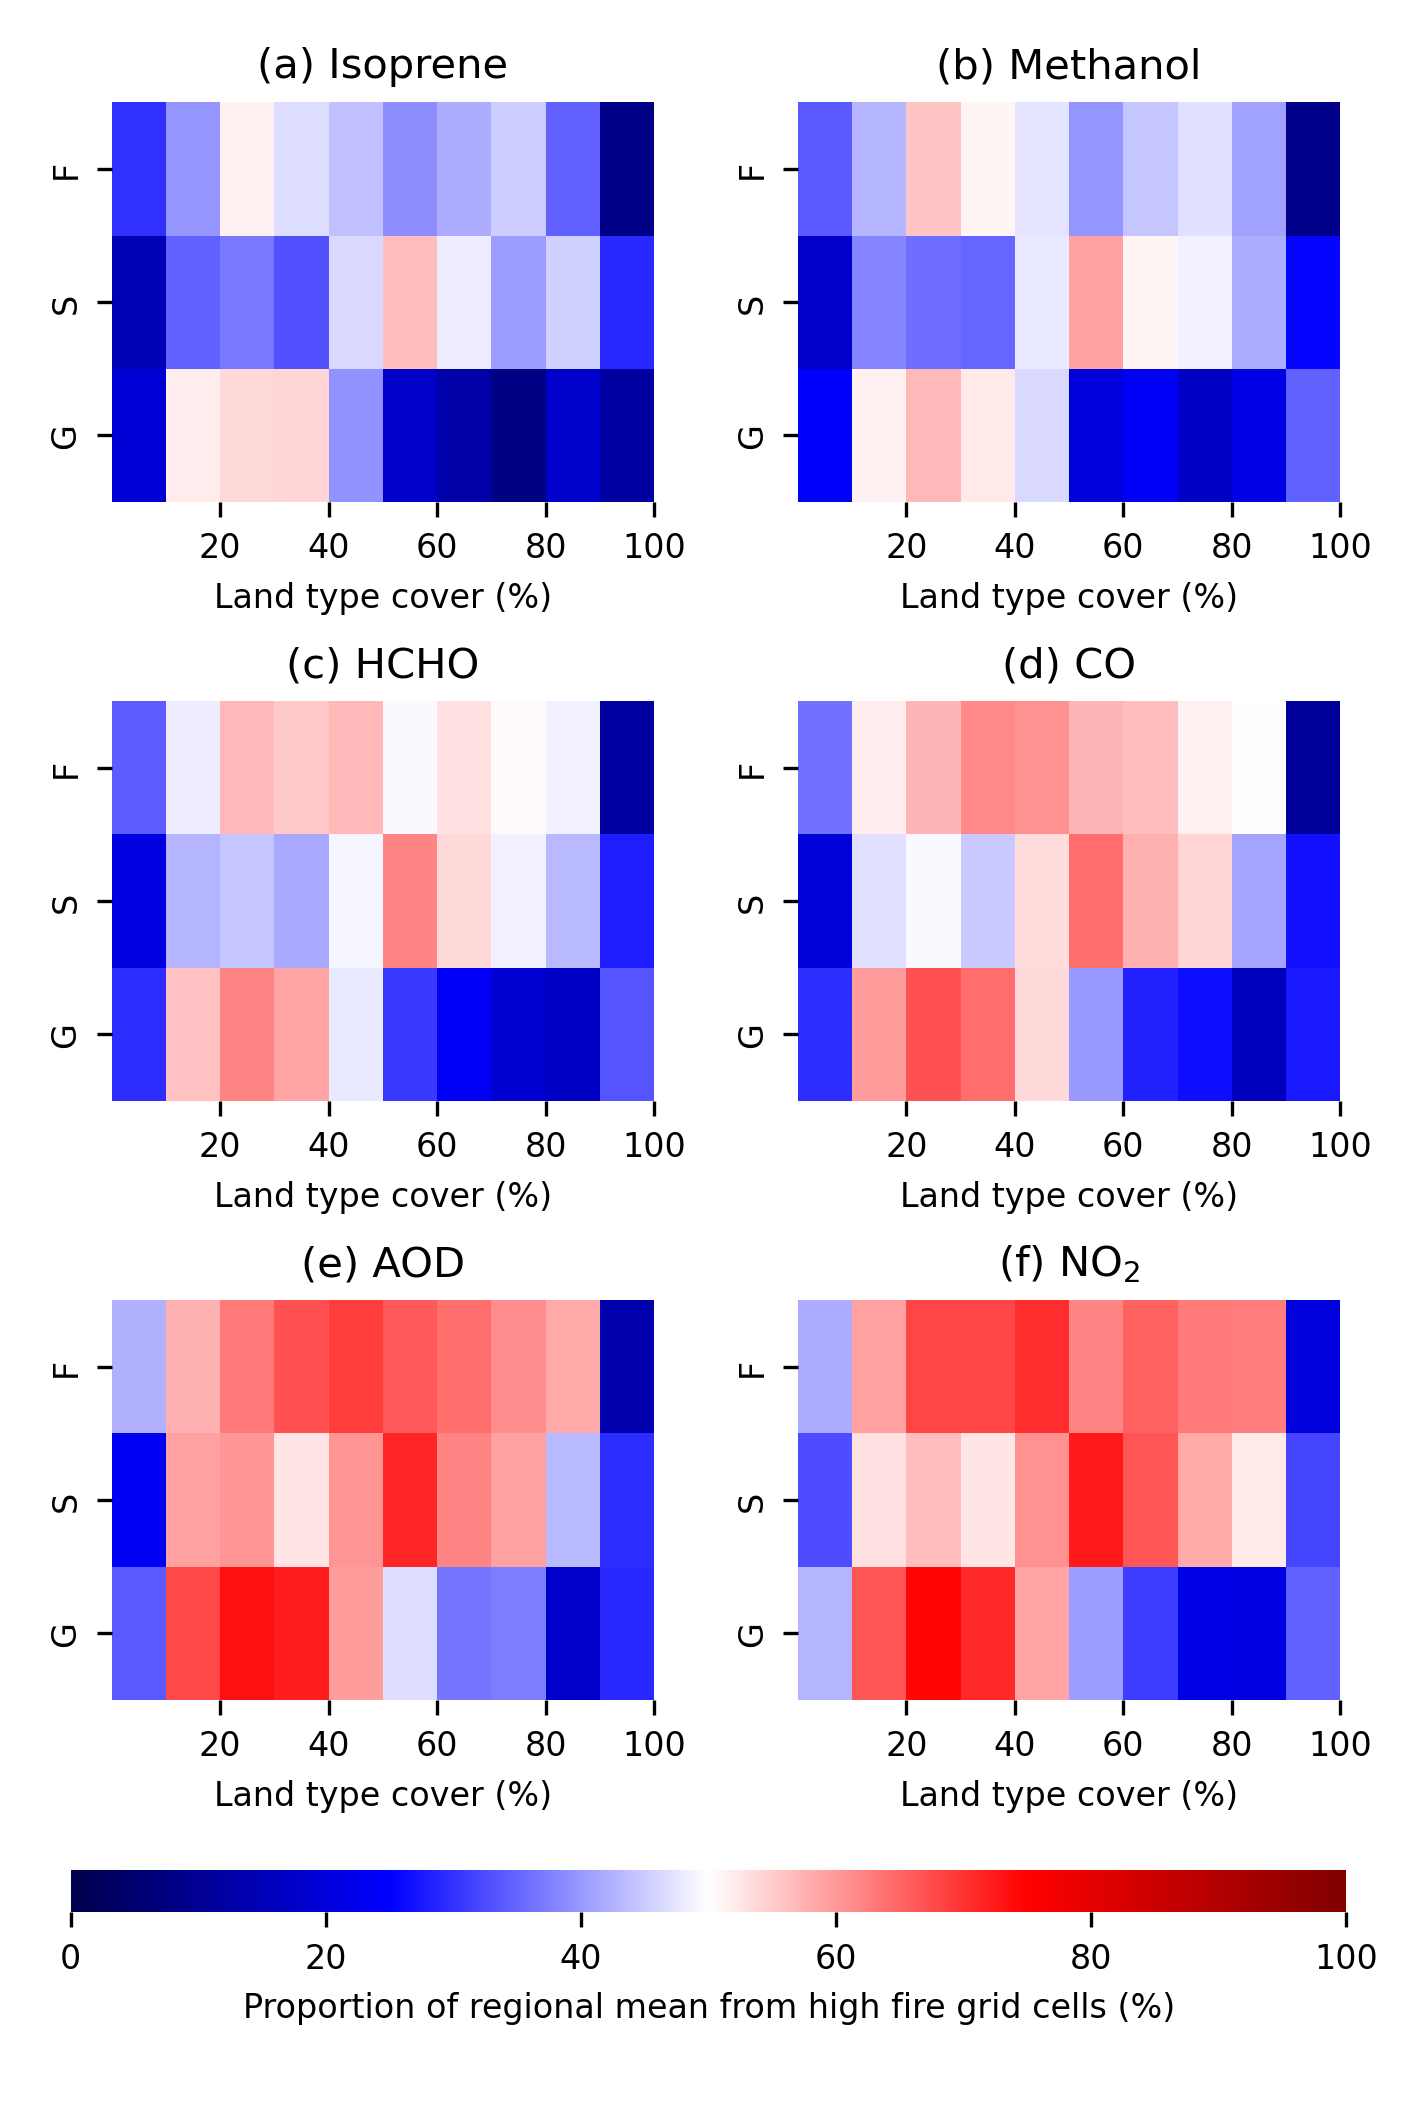 (a) Isoprene
(b) Methanol
F
S
G
F
S
G
20 40 60 80 100
20 40 60 80 100
Land type cover (%)
Land type cover (%)
(c) HCHO
(d) CO
F
S
G
F
S
G
20 40 60 80 100
20 40 60 80 100
Land type cover (%)
Land type cover (%)
(e) AOD
(f) NO₂
F
S
G
F
S
G
20 40 60 80 100
20 40 60 80 100
Land type cover (%)
Land type cover (%)
0 20 40 60 80 100
Proportion of regional mean from high fire grid cells (%)